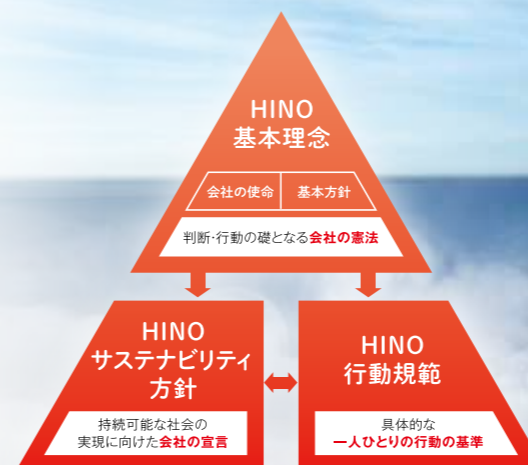 HINO
基本理念
会社の使命 基本方針
判断・行動の礎となる会社の憲法
HINO
サステナビリティ
方針
持続可能な社会の
実現に向けた会社の宣言
HINO
行動規範
具体的な
一人ひとりの行動の基準